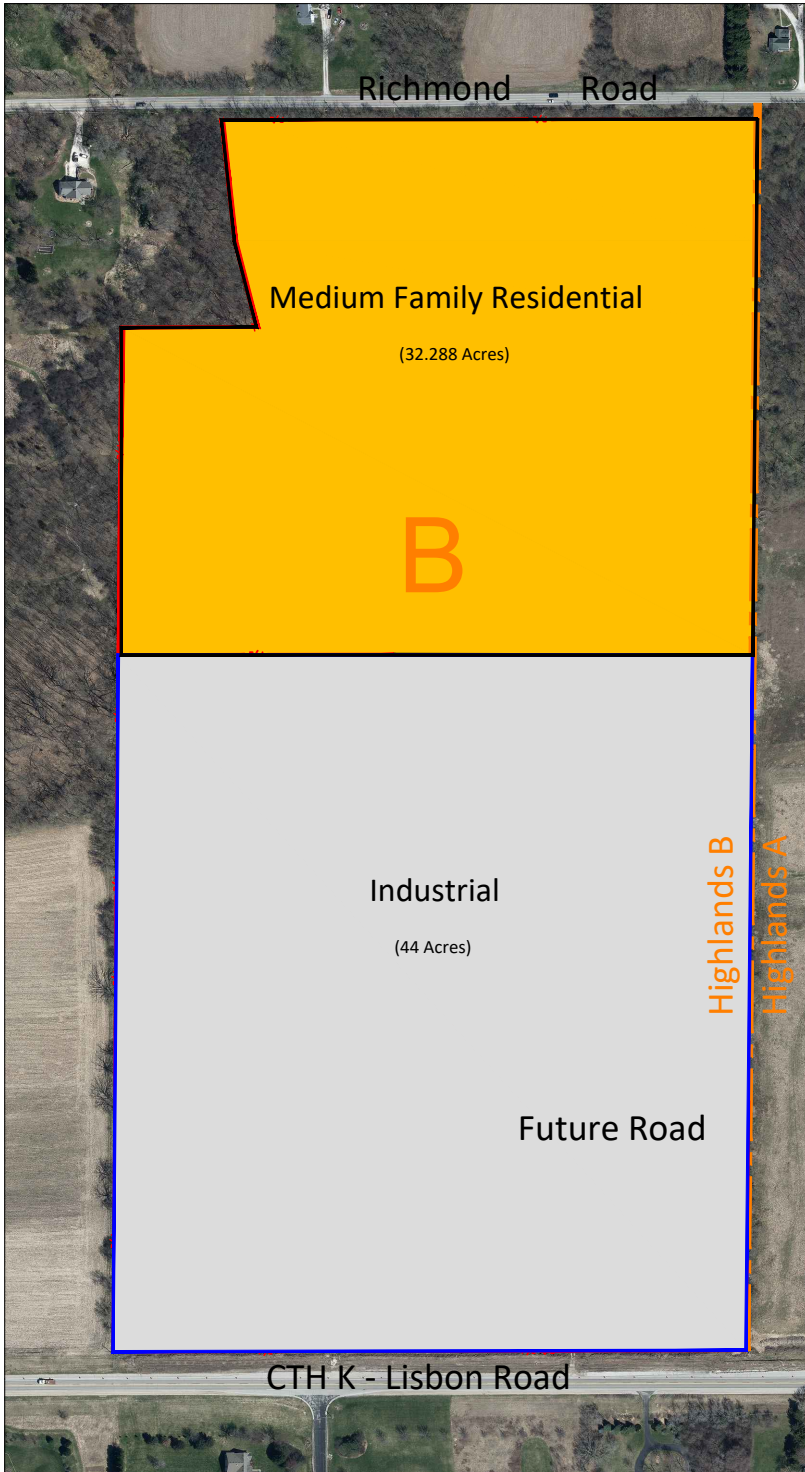 Richmond Road
Medium Family Residential
(32.288 Acres)
B
Industrial
(44 Acres)
Highlands B
Highlands A
Future Road
CTH K - Lisbon Road